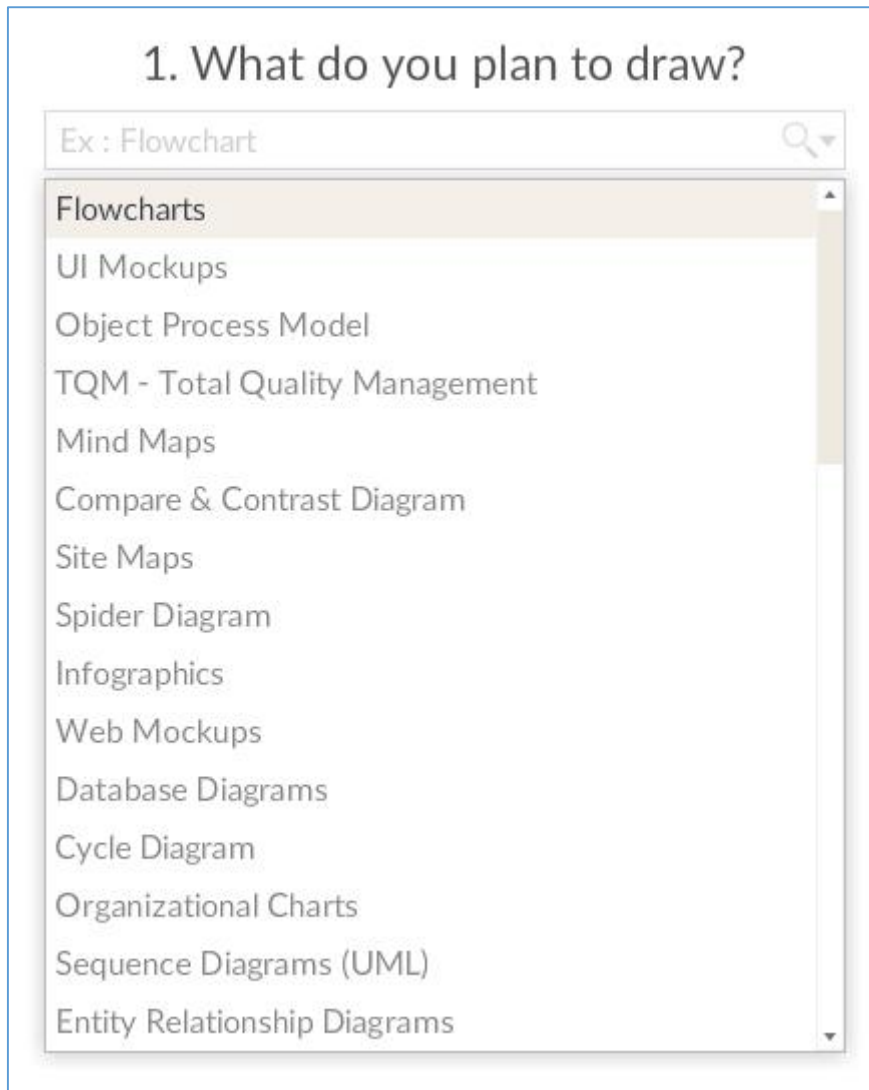 1. What do you plan to draw?
Ex : Flowchart
Flowcharts
UI Mockups
Object Process Model
TQM - Total Quality Management
Mind Maps
Compare & Contrast Diagram
Site Maps
Spider Diagram
Infographics
Web Mockups
Database Diagrams
Cycle Diagram
Organizational Charts
Sequence Diagrams (UML)
Entity Relationship Diagrams